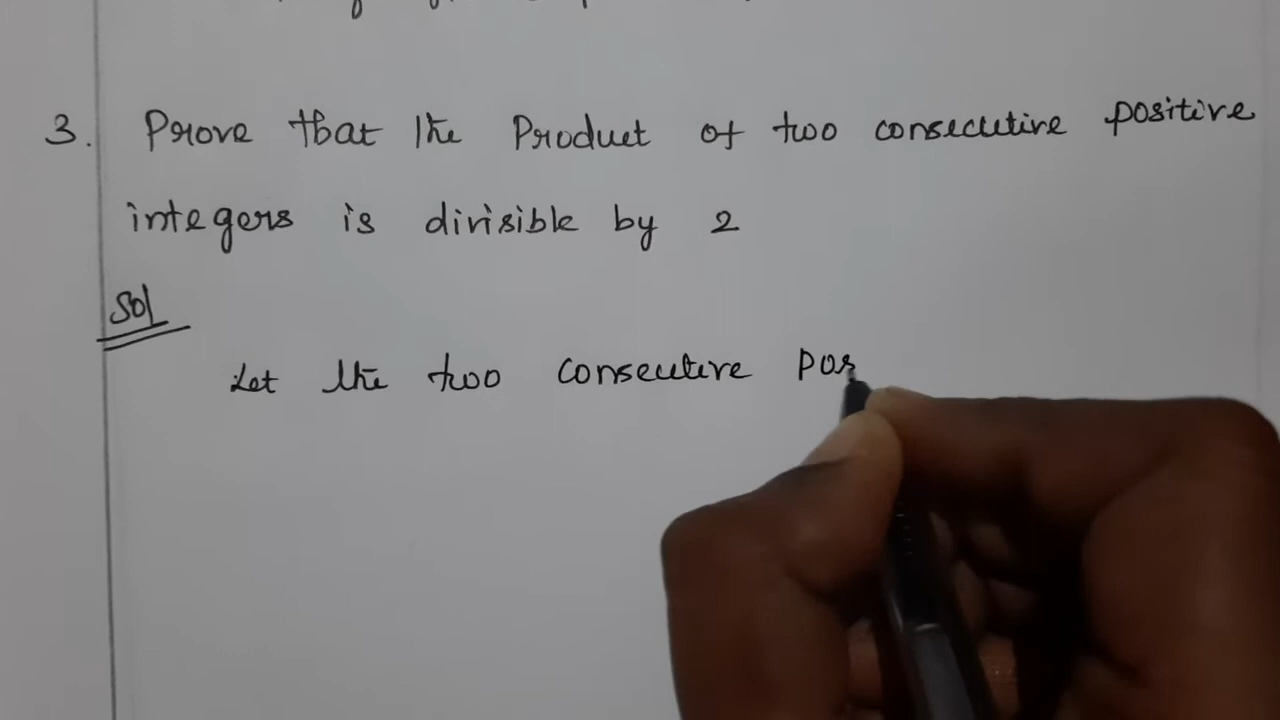 3. Prove that the Product of two consecutive positive
integers is divisible by 2
Sol
Let the two consecutive pos